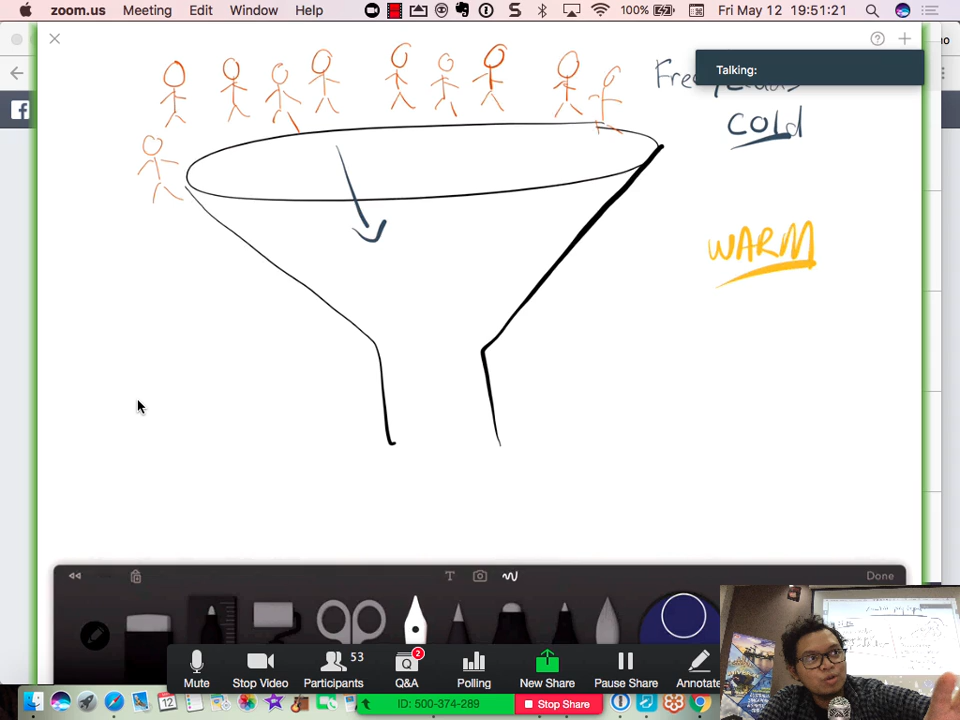 zoom.us Meeting Edit Window Help 100% Fri May 12 19:51:21
Talking:
COLd
WARM
T Done
53 2
Mute Stop Video Participants Q&A Polling New Share Pause Share Annotate
ID: 500-374-289 Stop Share